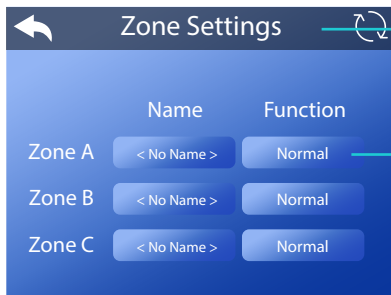 Zone Settings
Name Function
Zone A < No Name > Normal
Zone B < No Name > Normal
Zone C < No Name > Normal